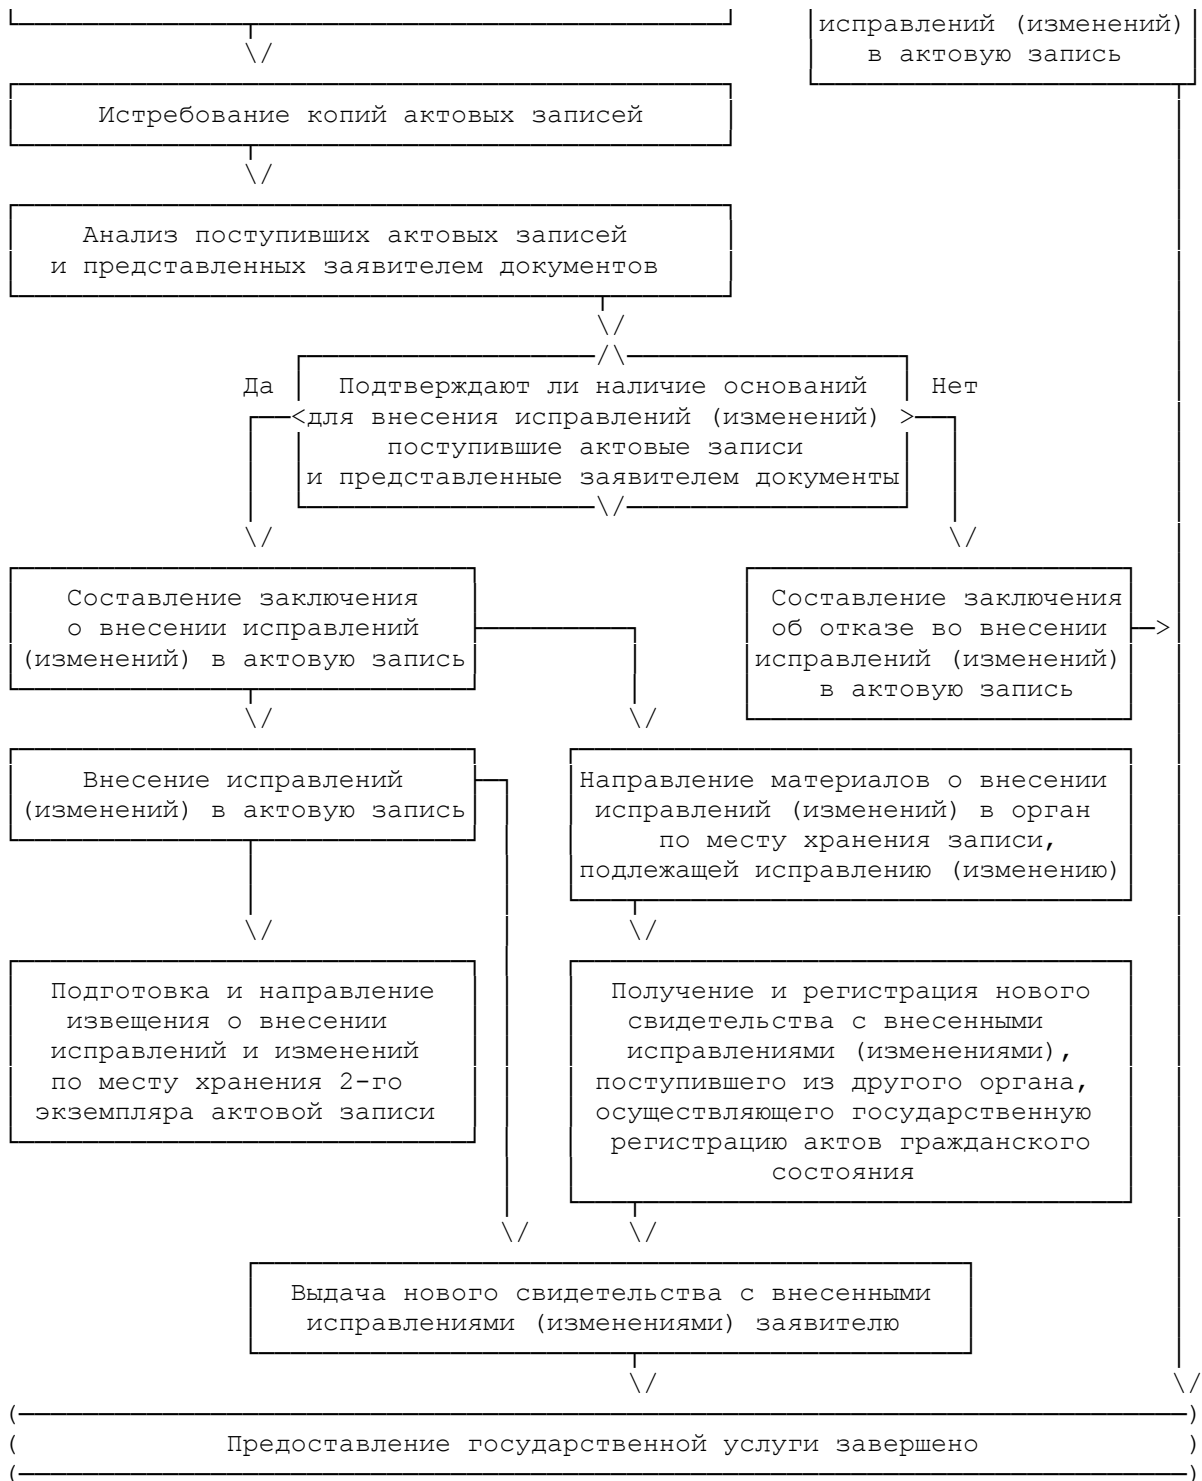 исправлений (изменений)
в актовую запись
Истребование копий актовых записей
Анализ поступивших актовых записей
и представленных заявителем документов
Да
Подтверждают ли наличие оснований
Нет
для внесения исправлений (изменений)
поступившие актовые записи
и представленные заявителем документы
Составление заключения
о внесении исправлений
(изменений) в актовую запись
Составление заключения
об отказе во внесении
исправлений (изменений)
в актовую запись
Внесение исправлений
(изменений) в актовую запись
Направление материалов о внесении
исправлений (изменений) в орган
по месту хранения записи,
подлежащей исправлению (изменению)
Подготовка и направление
извещения о внесении
исправлений и изменений
по месту хранения 2-го
экземпляра актовой записи
Получение и регистрация нового
свидетельства с внесенными
исправлениями (изменениями),
поступившего из другого органа,
осуществляющего государственную
регистрацию актов гражданского
состояния
Выдача нового свидетельства с внесенными
исправлениями (изменениями) заявителю
Предоставление государственной услуги завершено